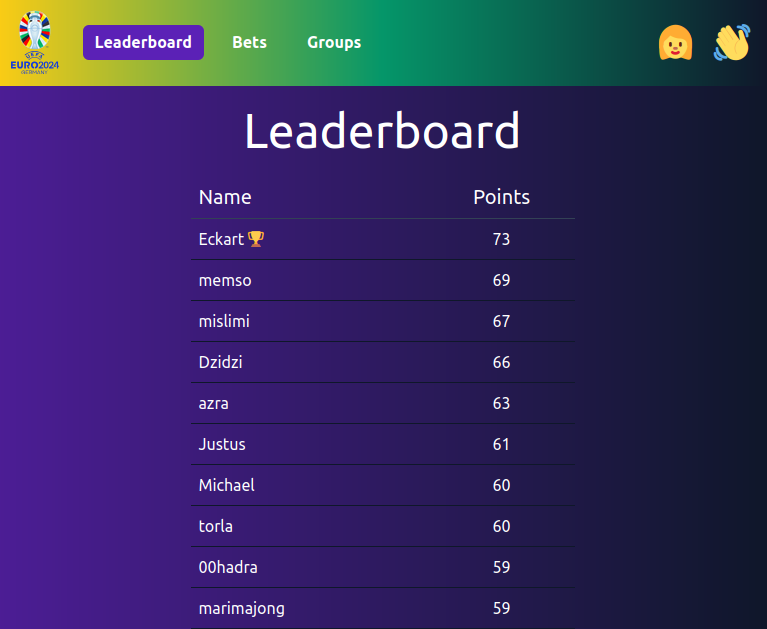 EURO2024
GERMANY
Leaderboard Bets Groups
Leaderboard
Name Points
Eckart 🏆 73
memso 69
mislimi 67
Dzidzi 66
azra 63
Justus 61
Michael 60
torla 60
00hadra 59
marimajong 59